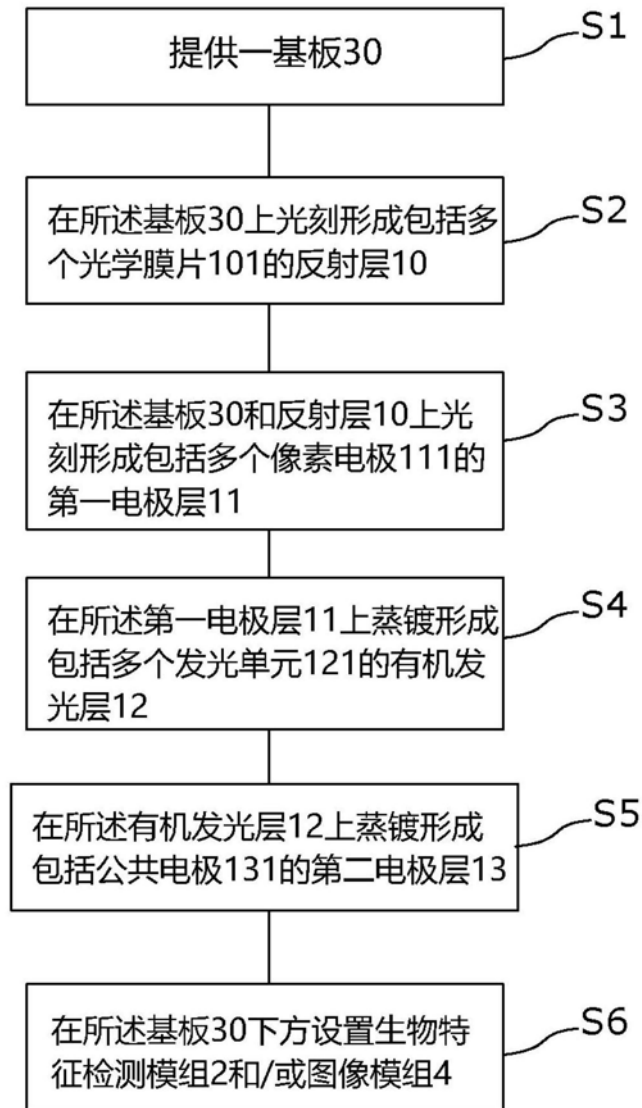 提供一基板30
S1
在所述基板30上光刻形成包括多
个光学膜片101的反射层10
S2
在所述基板30和反射层10上光
刻形成包括多个像素电极111的
第一电极层11
S3
在所述第一电极层11上蒸镀形成
包括多个发光单元121的有机发
光层12
S4
在所述有机发光层12上蒸镀形成
包括公共电极131的第二电极层13
S5
在所述基板30下方设置生物特
征检测模组2和/或图像模组4
S6